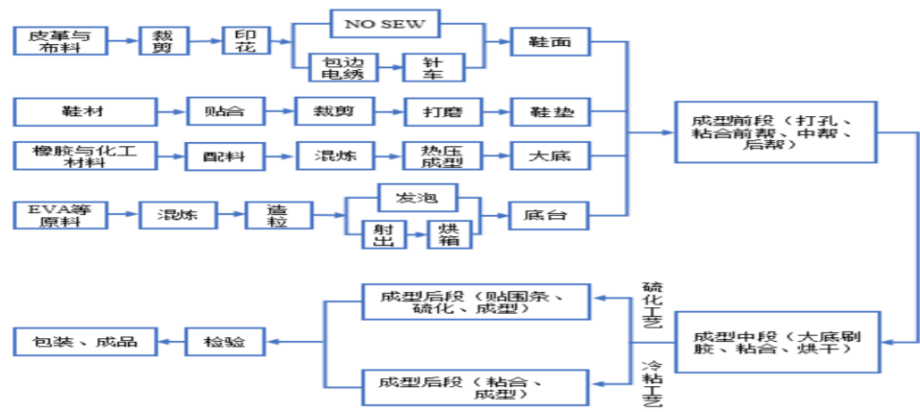 皮革与
布料
裁
剪
印
花
NO SEW
包边
电绣
针
车
鞋面
鞋材
贴合
裁剪
打磨
鞋垫
橡胶与化工
材料
配料
混炼
热压
成型
大底
EVA等
原料
混炼
造
粒
发泡
射
出
烘
箱
底台
成型前段（打孔、
粘合前帮、中帮、
后帮）
成型中段（大底刷
胶、粘合、烘干）
硫化工艺
冷粘工艺
成型后段（贴围条、
硫化、成型）
成型后段（粘合、
成型）
检验
包装、成品